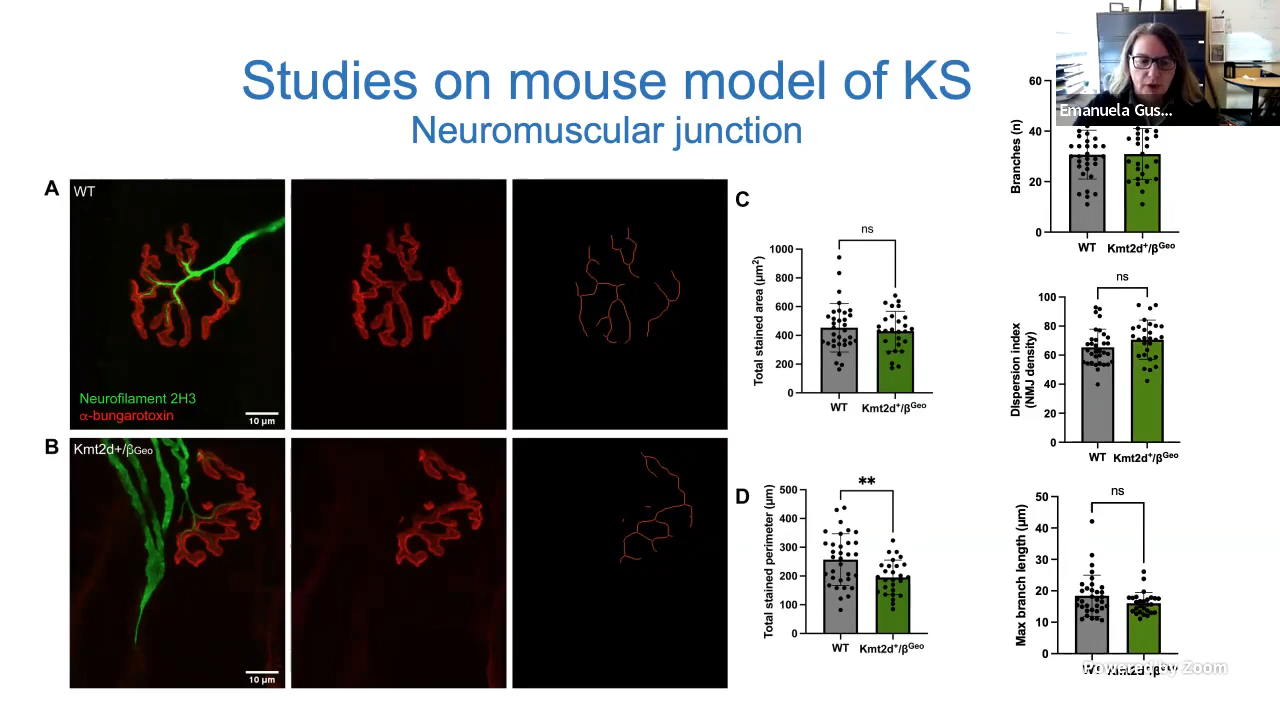 Studies on mouse model of KS
Neuromuscular junction
Emanuela Gus...
A
WT
Neurofilament 2H3
α-bungarotoxin
10 µm
B
Kmt2d+/βGeo
10 µm
C
ns
Total stained area (µm²)
1000
800
600
400
200
0
WT Kmt2d⁺/βᴳᵉᵒ
D
**
Total stained perimeter (µm)
500
400
300
200
100
0
WT Kmt2d⁺/βᴳᵉᵒ
Branches (n)
60
40
20
0
WT Kmt2d⁺/βᴳᵉᵒ
ns
Dispersion index
(NMJ density)
100
80
60
40
20
0
WT Kmt2d⁺/βᴳᵉᵒ
ns
Max branch length (µm)
50
40
30
20
10
0
Powered by Zoom